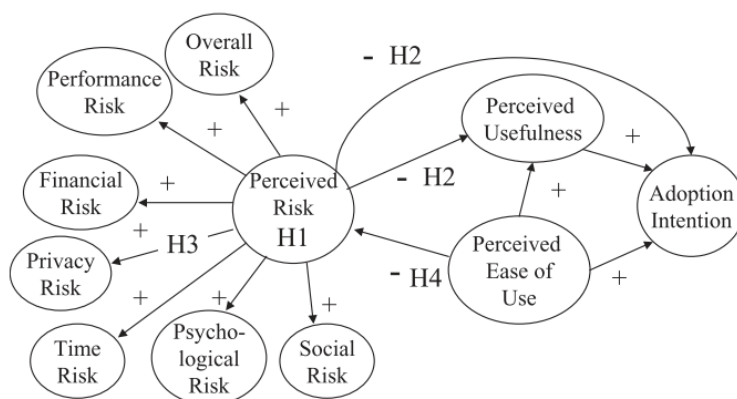 Overall
Risk
- H2
Performance
Risk
+
+
Perceived
Usefulness
+
Financial
Risk
+
Perceived
Risk
H1
- H2
+
Adoption
Intention
+
H3
Privacy
Risk
+
- H4
Perceived
Ease of
Use
+
+
Time
Risk
+
Psycho-
logical
Risk
+
Social
Risk